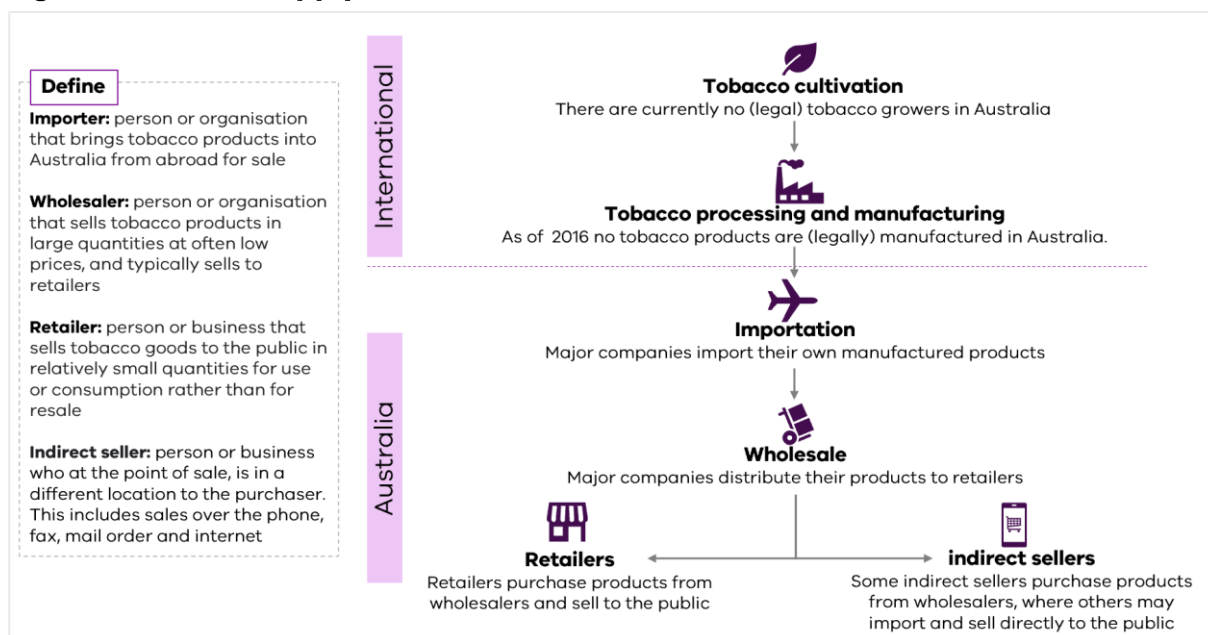 Define
Importer: person or organisation
that brings tobacco products into
Australia from abroad for sale
Wholesaler: person or organisation
that sells tobacco products in
large quantities at often low
prices, and typically sells to
retailers
Retailer: person or business that
sells tobacco goods to the public in
relatively small quantities for use
or consumption rather than for
resale
Indirect seller: person or business
who at the point of sale, is in a
different location to the purchaser.
This includes sales over the phone,
fax, mail order and internet
International
Tobacco cultivation
There are currently no (legal) tobacco growers in Australia
Tobacco processing and manufacturing
As of 2016 no tobacco products are (legally) manufactured in Australia.
Australia
Importation
Major companies import their own manufactured products
Wholesale
Major companies distribute their products to retailers
Retailers
Retailers purchase products from
wholesalers and sell to the public
indirect sellers
Some indirect sellers purchase products
from wholesalers, where others may
import and sell directly to the public